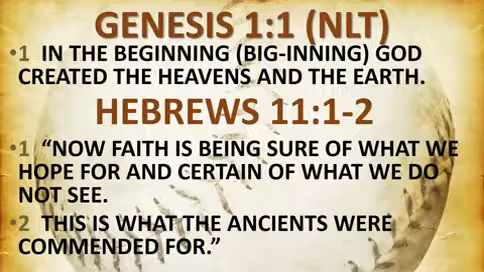 GENESIS 1:1 (NLT)
•1 IN THE BEGINNING (BIG-INNING) GOD
CREATED THE HEAVENS AND THE EARTH.
HEBREWS 11:1-2
•1 “NOW FAITH IS BEING SURE OF WHAT WE
HOPE FOR AND CERTAIN OF WHAT WE DO
NOT SEE.
•2 THIS IS WHAT THE ANCIENTS WERE
COMMENDED FOR.”